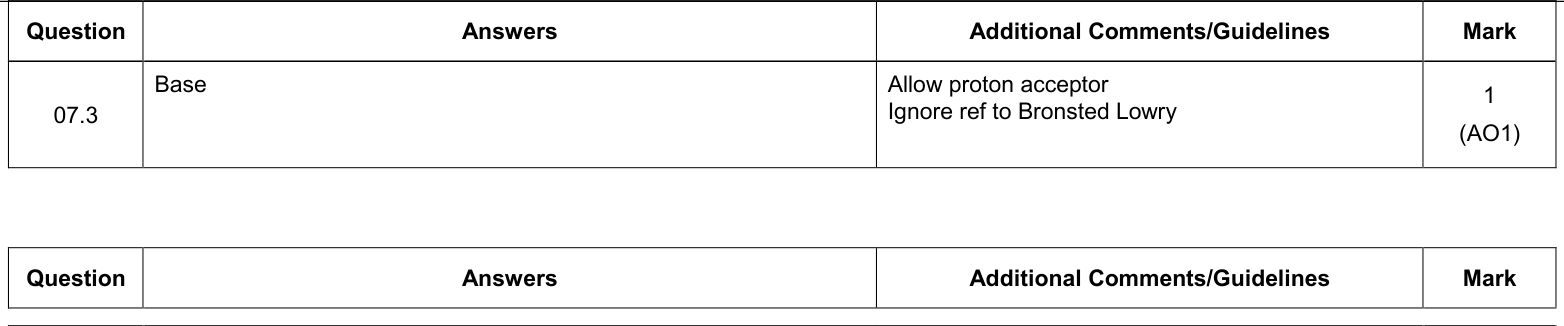 Question Answers Additional Comments/Guidelines Mark
07.3
Base
Allow proton acceptor
Ignore ref to Bronsted Lowry
1
(AO1)
Question Answers Additional Comments/Guidelines Mark